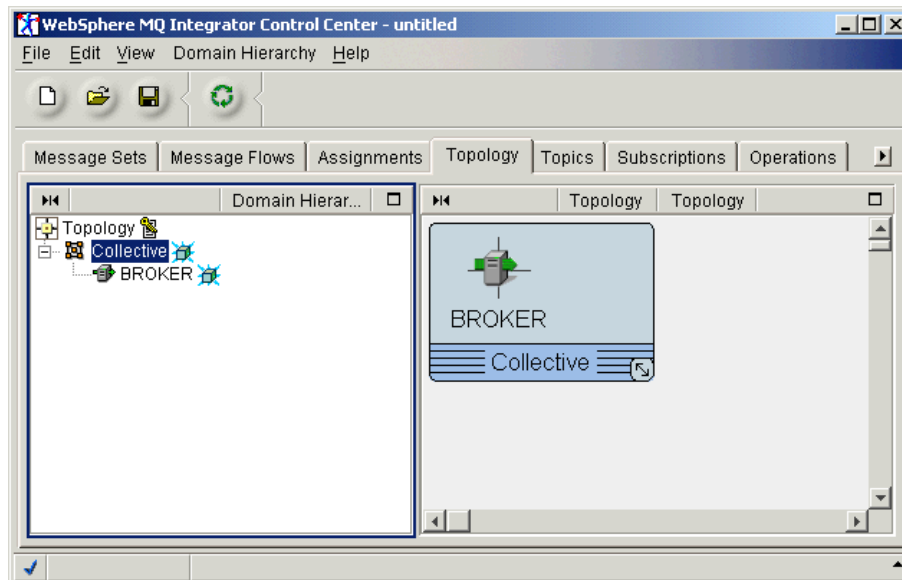 WebSphere MQ Integrator Control Center - untitled
File Edit View Domain Hierarchy Help
Message Sets Message Flows Assignments Topology Topics Subscriptions Operations
Domain Hierar... Topology Topology
Topology
Collective
BROKER
BROKER
Collective